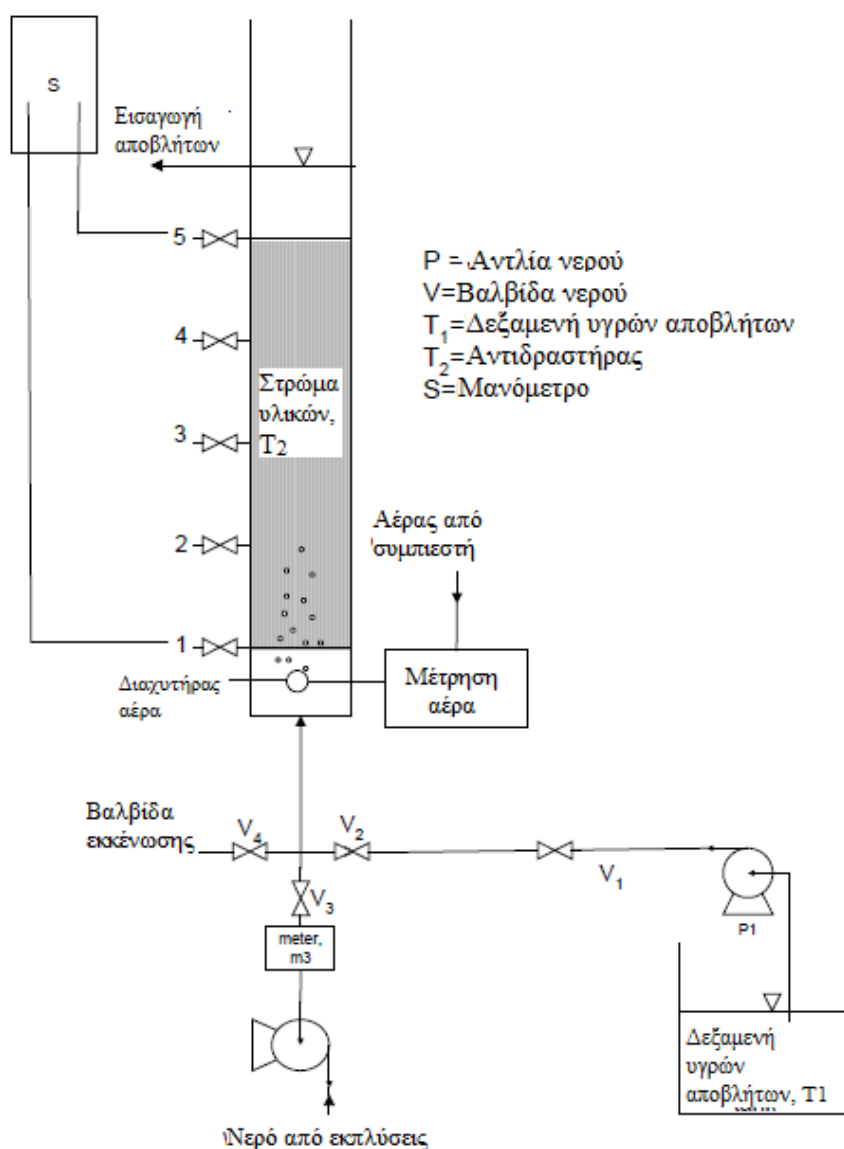 S
Εισαγωγή
αποβλήτων
5
4
3
2
1
Στρώμα
υλικών,
T2
P = Αντλία νερού
V=Βαλβίδα νερού
T1=Δεξαμενή υγρών αποβλήτων
T2=Αντιδραστήρας
S=Μανόμετρο
Αέρας από
συμπιεστή
Διαχυτήρας
αέρα
Μέτρηση
αέρα
Βαλβίδα
εκκένωσης
V4
V2
V1
V3
P1
meter,
m3
Δεξαμενή
υγρών
αποβλήτων, T1
Νερό από εκπλύσεις